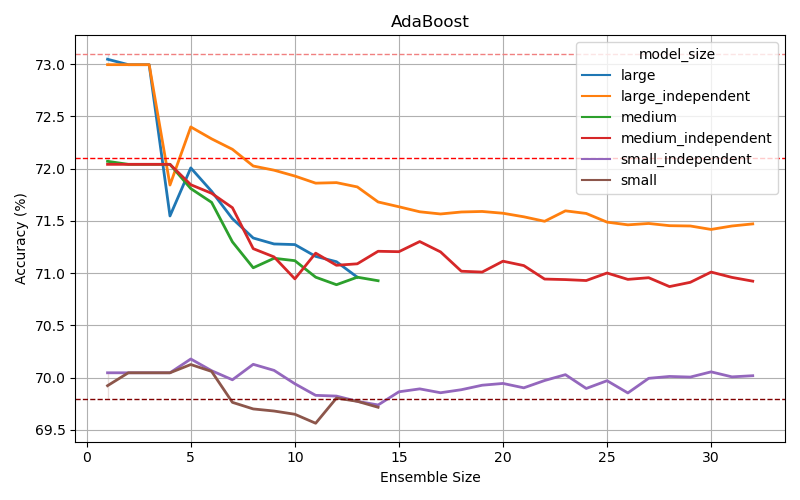 AdaBoost
model_size
large
large_independent
medium
medium_independent
small_independent
small
Accuracy (%)
73.0
72.5
72.0
71.5
71.0
70.5
70.0
69.5
0 5 10 15 20 25 30
Ensemble Size